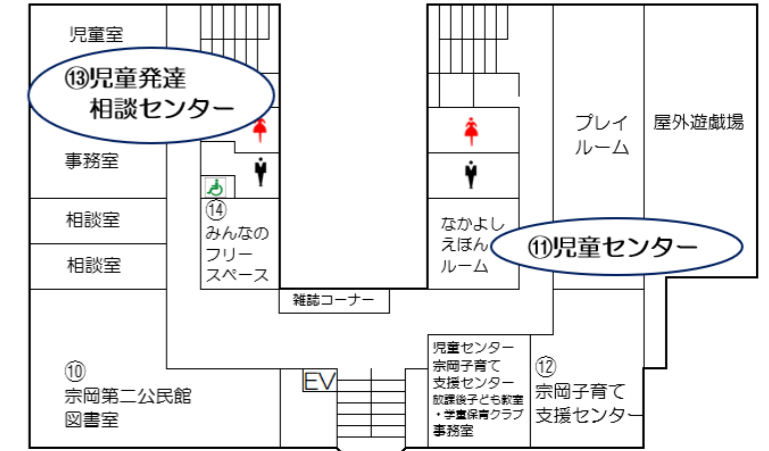 児童室
⑬児童発達
相談センター
事務室
相談室
相談室
⑭
みんなの
フリー
スペース
雑誌コーナー
なかよし
えほん
ルーム
プレイ
ルーム
屋外遊戯場
⑪児童センター
⑩
宗岡第二公民館
図書室
EV
児童センター
宗岡子育て
支援センター
放課後子ども教室
・学童保育クラブ
事務室
⑫
宗岡子育て
支援センター